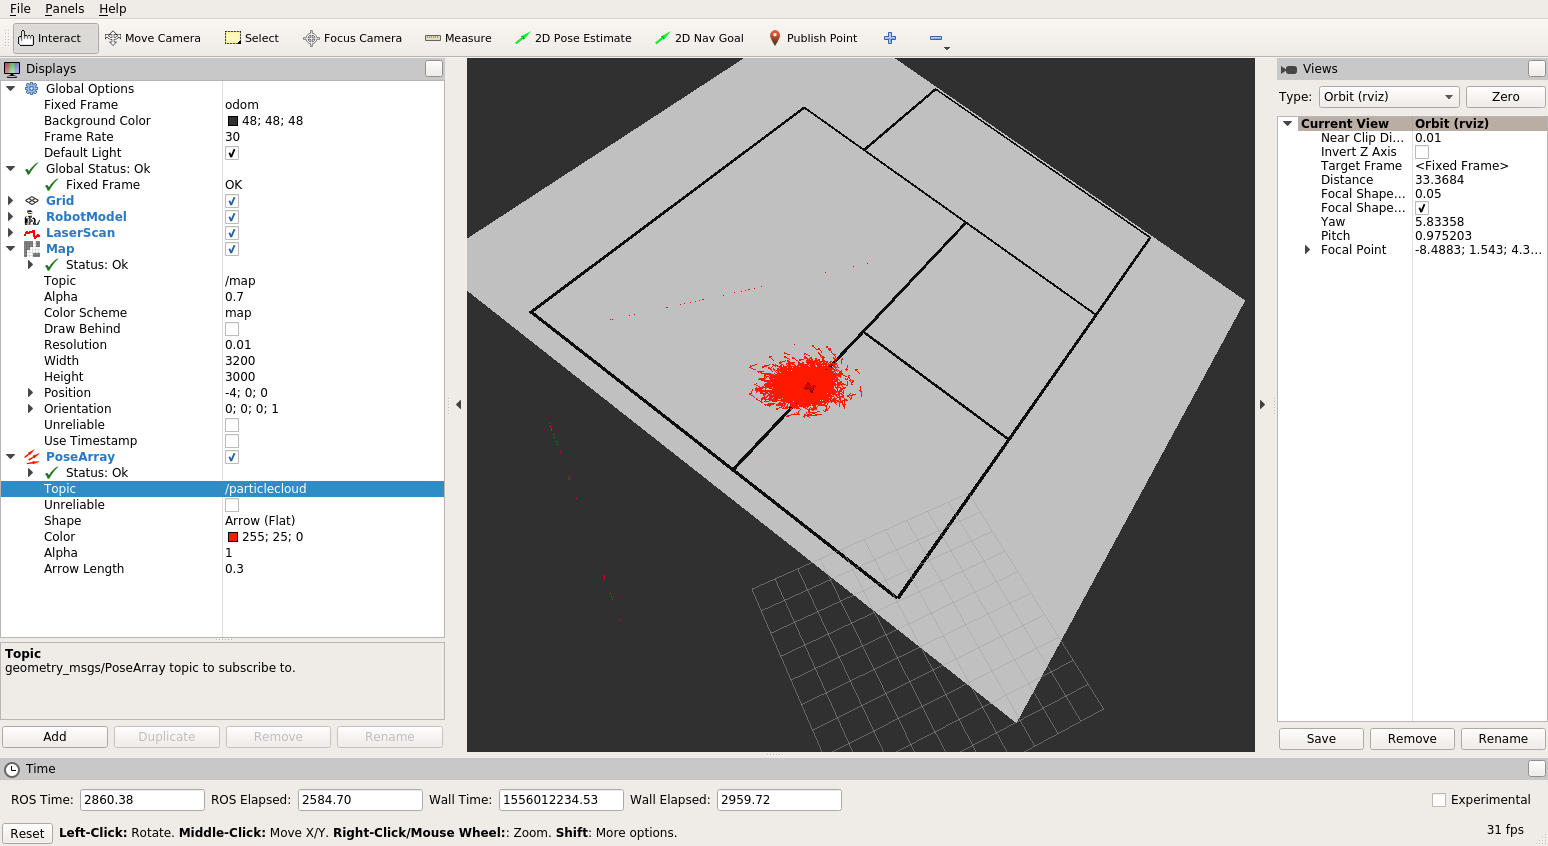 File Panels Help
Interact Move Camera Select Focus Camera Measure 2D Pose Estimate 2D Nav Goal Publish Point
Displays
Global Options
Fixed Frame odom
Background Color 48; 48; 48
Frame Rate 30
Default Light
Global Status: Ok
Fixed Frame OK
Grid
RobotModel
LaserScan
Map
Status: Ok
Topic /map
Alpha 0.7
Color Scheme map
Draw Behind
Resolution 0.01
Width 3200
Height 3000
Position -4; 0; 0
Orientation 0; 0; 0; 1
Unreliable
Use Timestamp
PoseArray
Status: Ok
Topic /particlecloud
Unreliable
Shape Arrow (Flat)
Color 255; 25; 0
Alpha 1
Arrow Length 0.3
Topic
geometry_msgs/PoseArray topic to subscribe to.
Add Duplicate Remove Rename
Views
Type: Orbit (rviz) Zero
Current View Orbit (rviz)
Near Clip Di... 0.01
Invert Z Axis
Target Frame <Fixed Frame>
Distance 33.3684
Focal Shape... 0.05
Focal Shape...
Yaw 5.83358
Pitch 0.975203
Focal Point -8.4883; 1.543; 4.3...
Save Remove Rename
Time
ROS Time: 2860.38 ROS Elapsed: 2584.70 Wall Time: 1556012234.53 Wall Elapsed: 2959.72 Experimental
Reset Left-Click: Rotate. Middle-Click: Move X/Y. Right-Click/Mouse Wheel:: Zoom. Shift: More options. 31 fps